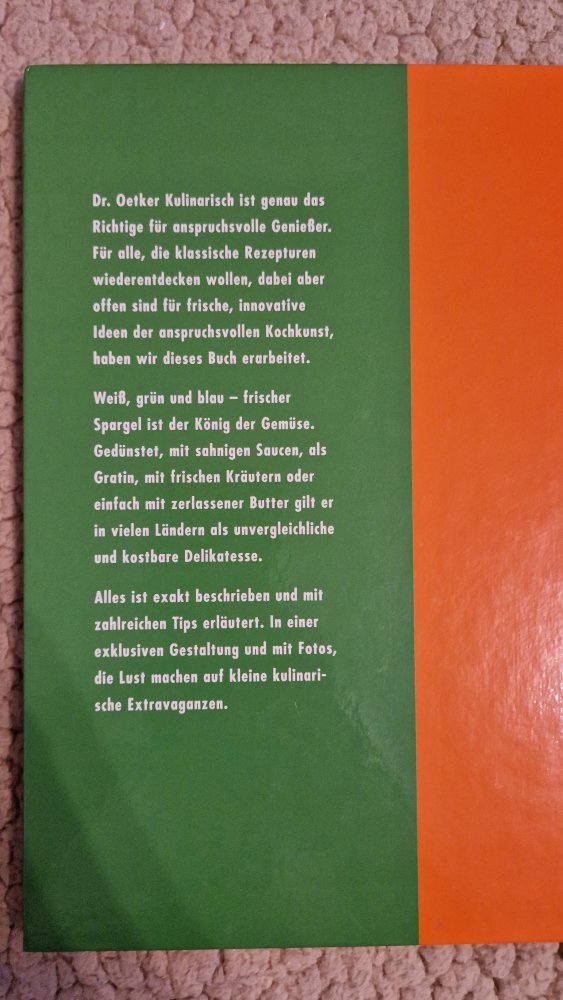 Dr. Oetker Kulinarisch ist genau das
Richtige für anspruchsvolle Genießer.
Für alle, die klassische Rezepturen
wiederentdecken wollen, dabei aber
offen sind für frische, innovative
Ideen der anspruchsvollen Kochkunst,
haben wir dieses Buch erarbeitet.
Weiß, grün und blau – frischer
Spargel ist der König der Gemüse.
Gedünstet, mit sahnigen Saucen, als
Gratin, mit frischen Kräutern oder
einfach mit zerlassener Butter gilt er
in vielen Ländern als unvergleichliche
und kostbare Delikatesse.
Alles ist exakt beschrieben und mit
zahlreichen Tips erläutert. In einer
exklusiven Gestaltung und mit Fotos,
die Lust machen auf kleine kulinari-
sche Extravaganzen.